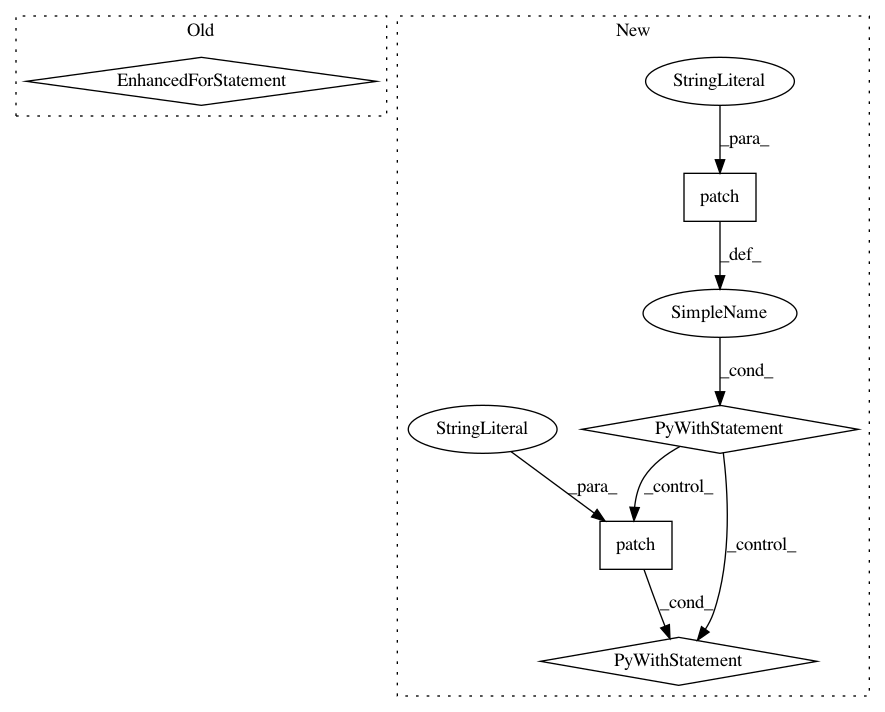 Old
New
EnhancedForStatement
StringLiteral
_para_
patch
_def_
SimpleName
_cond_
StringLiteral
PyWithStatement
_para_
_control_
patch
_control_
_cond_
PyWithStatement